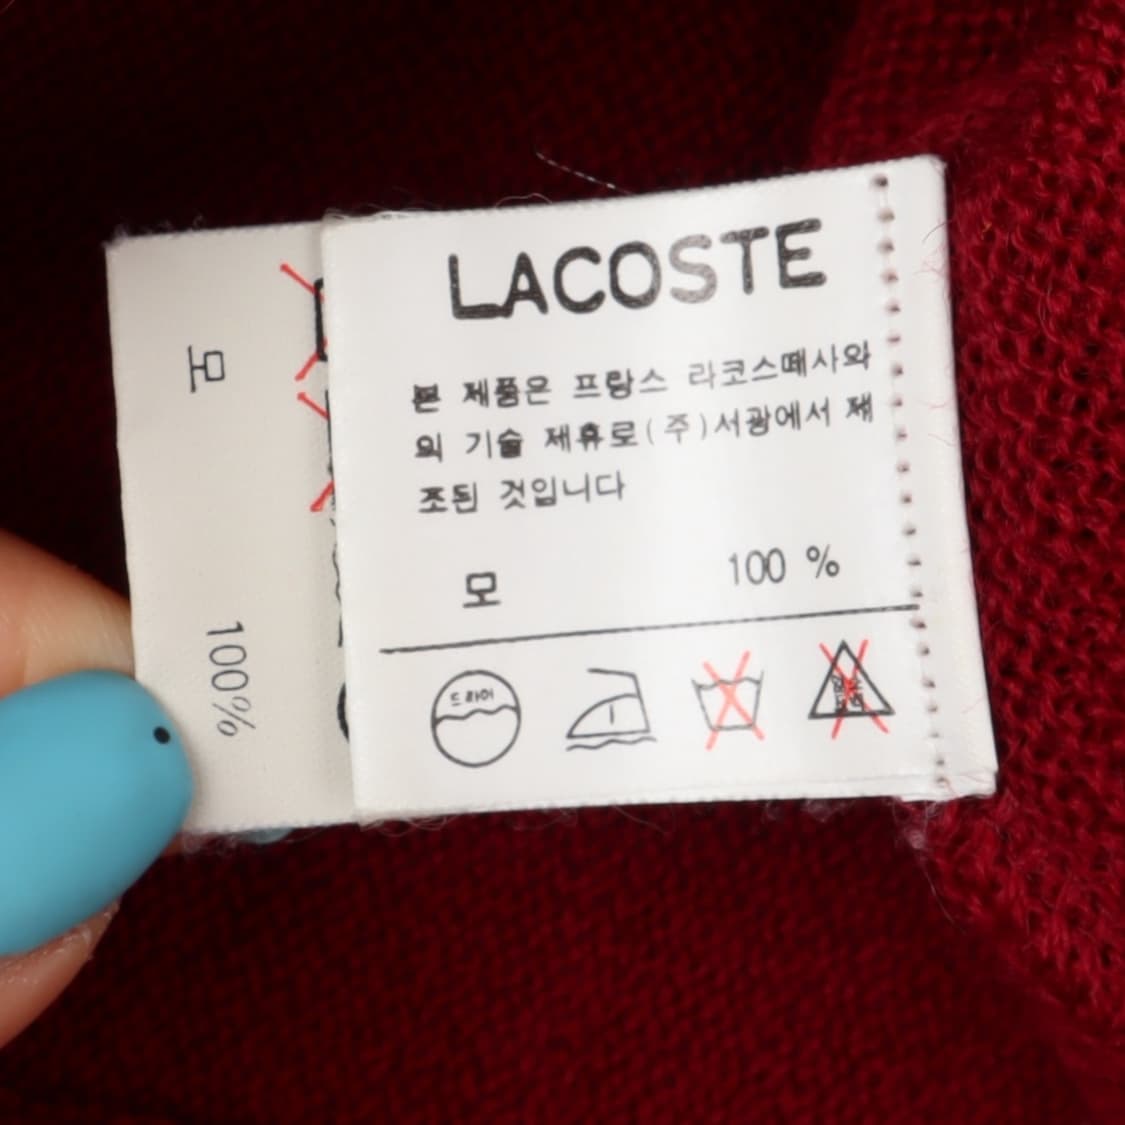 LACOSTE
본 제품은 프랑스 라코스떼사와
의 기술 제휴로(주)서광에서 제
조된 것입니다
모 100 %
드라이
모 100%